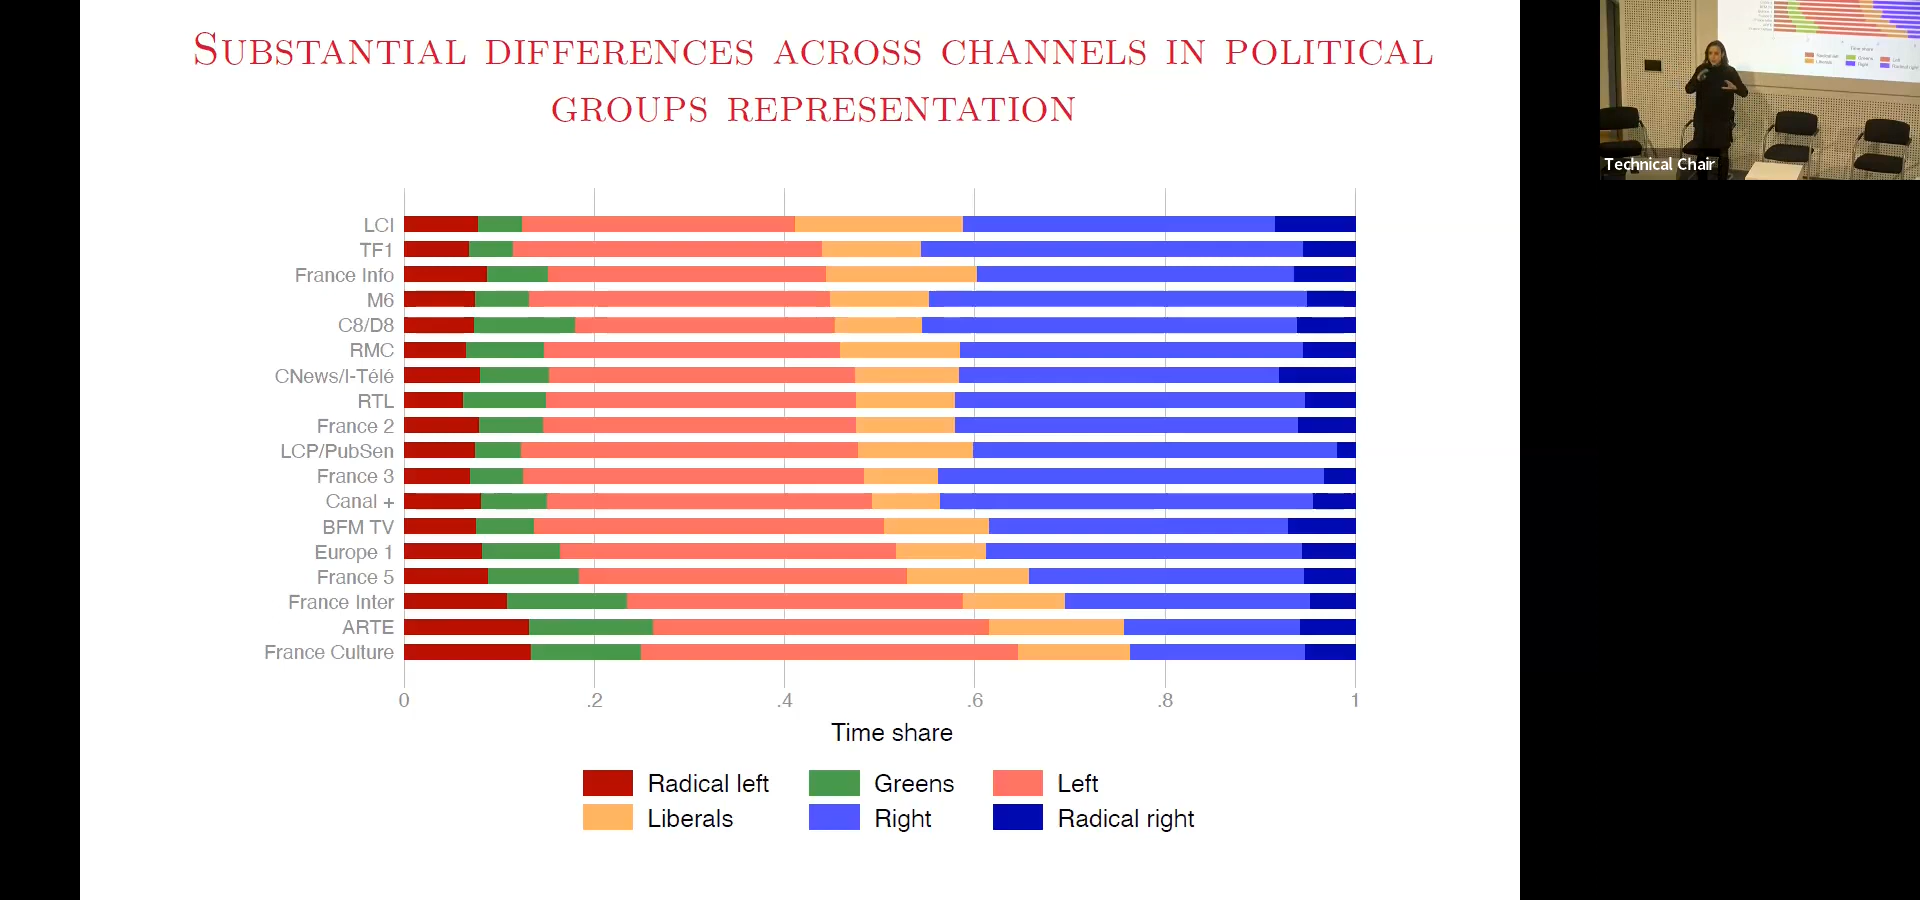 SUBSTANTIAL DIFFERENCES ACROSS CHANNELS IN POLITICAL
GROUPS REPRESENTATION
LCI
TF1
France Info
M6
C8/D8
RMC
CNews/I-Télé
RTL
France 2
LCP/PubSen
France 3
Canal +
BFM TV
Europe 1
France 5
France Inter
ARTE
France Culture
0 .2 .4 .6 .8 1
Time share
Radical left Greens Left
Liberals Right Radical right
Technical Chair